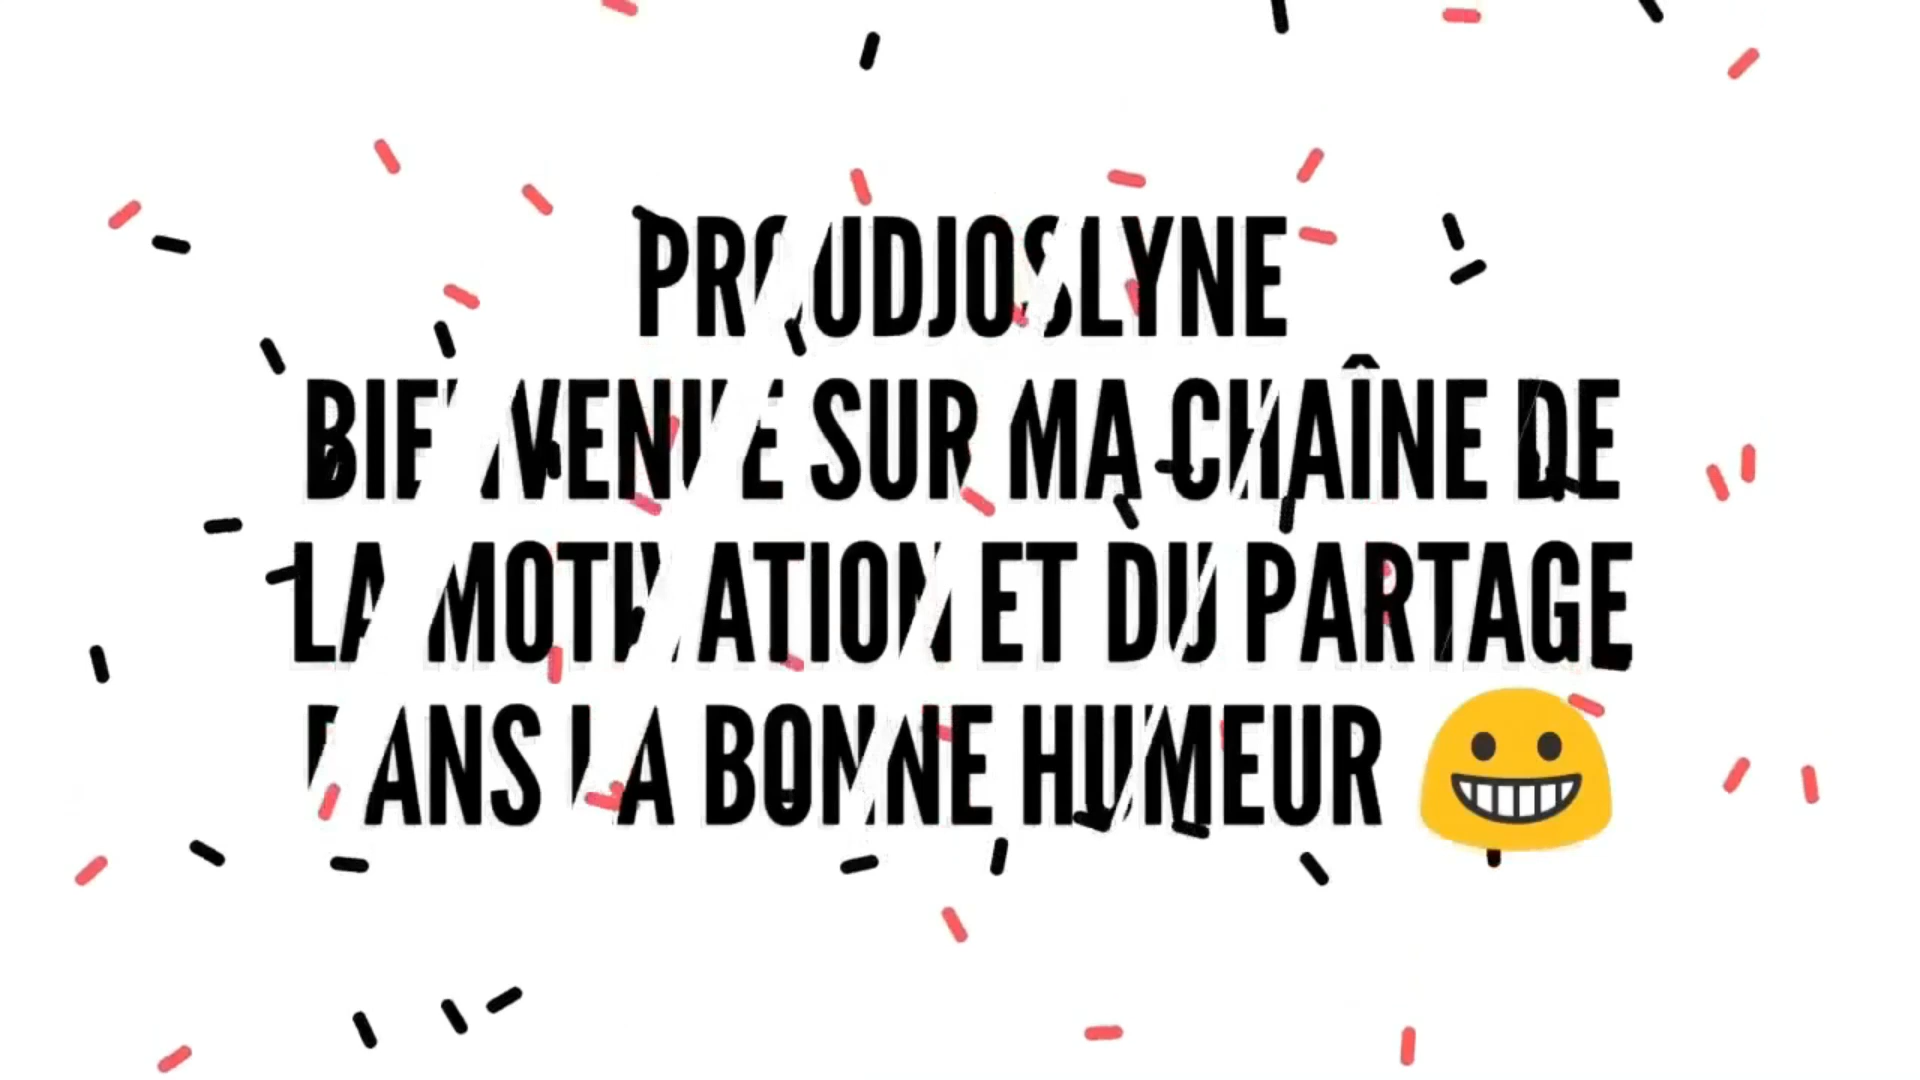 PROUDJOSLYNE
BIENVENUE SUR MA CHAÎNE DE
LA MOTIVATION ET DU PARTAGE
DANS LA BONNE HUMEUR 😀